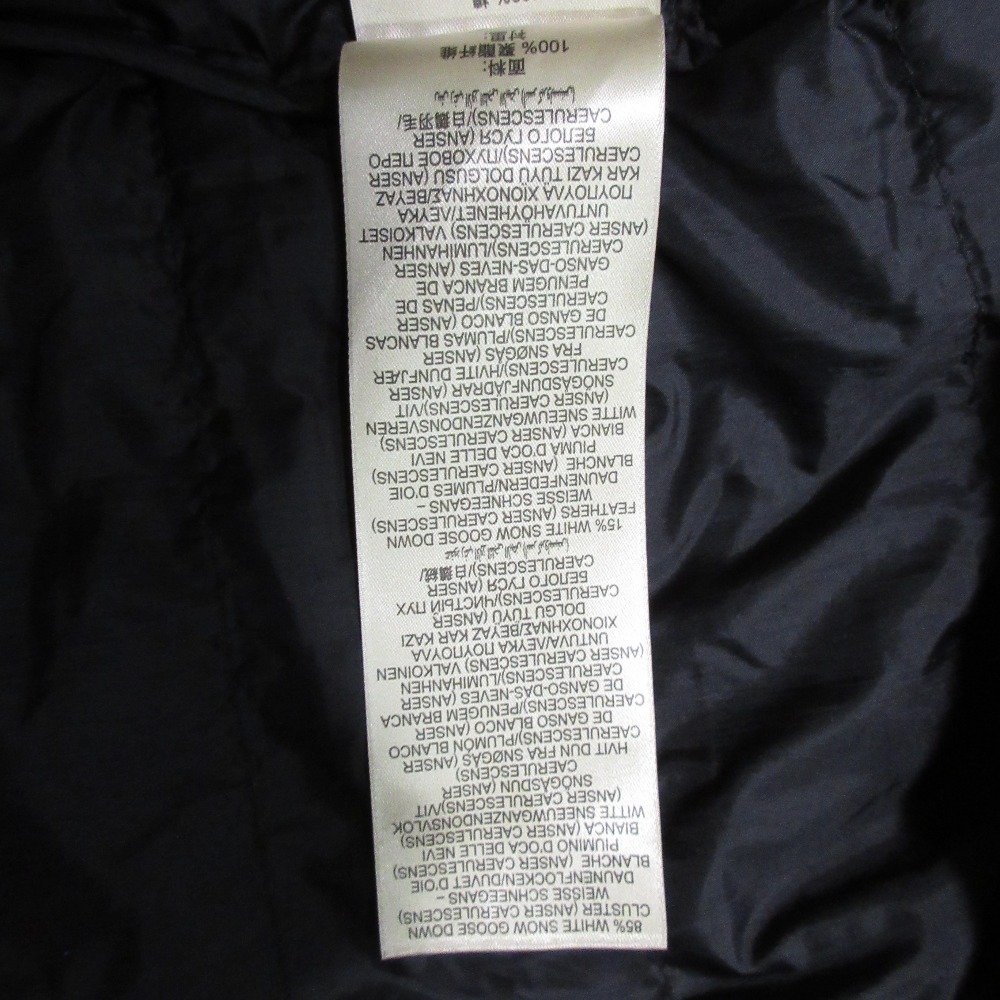 85% WHITE SNOW GOOSE DOWN
CLUSTER (ANSER CAERULESCENS)
WEISSE SCHNEEGANS –
DAUNENFLOCKEN/DUVET D'OIE
BLANCHE (ANSER CAERULESCENS)
PIUMINO D'OCA DELLE NEVI
BIANCA (ANSER CAERULESCENS)
WITTE SNEEUWGANZENDONSVLOK
(ANSER CAERULESCENS)/VIT
SNÖGÅSDUN (ANSER
CAERULESCENS)
HVIT DUN FRA SNØGÅS (ANSER
CAERULESCENS)/PLUMÓN BLANCO
DE GANSO BLANCO (ANSER
CAERULESCENS)/PENUGEM BRANCA
DE GANSO-DAS-NEVES (ANSER
CAERULESCENS)/LUMIHANHEN
(ANSER CAERULESCENS) VALKOINEN
UNTUVA/ΛΕΥΚΑ ΠΟΥΠΟΥΛΑ
ΧΙΟΝΟΧΗΝΑΣ/BEYAZ KAR KAZI
DOLGU TÜYÜ (ANSER
CAERULESCENS)/ЧИСТЫЙ ПУХ
БЕЛОГО ГУСЯ (ANSER
CAERULESCENS)/白鵝絨/
15% WHITE SNOW GOOSE DOWN
FEATHERS (ANSER CAERULESCENS)
WEISSE SCHNEEGANS –
DAUNENFEDERN/PLUMES D'OIE
BLANCHE (ANSER CAERULESCENS)
PIUMA D'OCA DELLE NEVI
BIANCA (ANSER CAERULESCENS)
WITTE SNEEUWGANZENDONSVEREN
(ANSER CAERULESCENS)/VIT
SNÖGÅSDUNFJÄDRAR (ANSER
CAERULESCENS)/HVITE DUNFJÆR
FRA SNØGÅS (ANSER
CAERULESCENS)/PLUMAS BLANCAS
DE GANSO BLANCO (ANSER
CAERULESCENS)/PENAS DE
PENUGEM BRANCA DE
GANSO-DAS-NEVES (ANSER
CAERULESCENS)/LUMIHANHEN
(ANSER CAERULESCENS) VALKOISET
UNTUVAHÖYHENET/ΛΕΥΚΑ
ΠΟΥΠΟΥΛΑ ΧΙΟΝΟΧΗΝΑΣ/BEYAZ
KAR KAZI TÜYÜ DOLGUSU (ANSER
CAERULESCENS)/ПУХОВОЕ ПЕРО
БЕЛОГО ГУСЯ (ANSER
CAERULESCENS)/白鵝羽毛/
面料:
100% 聚酯纤维
衬里: